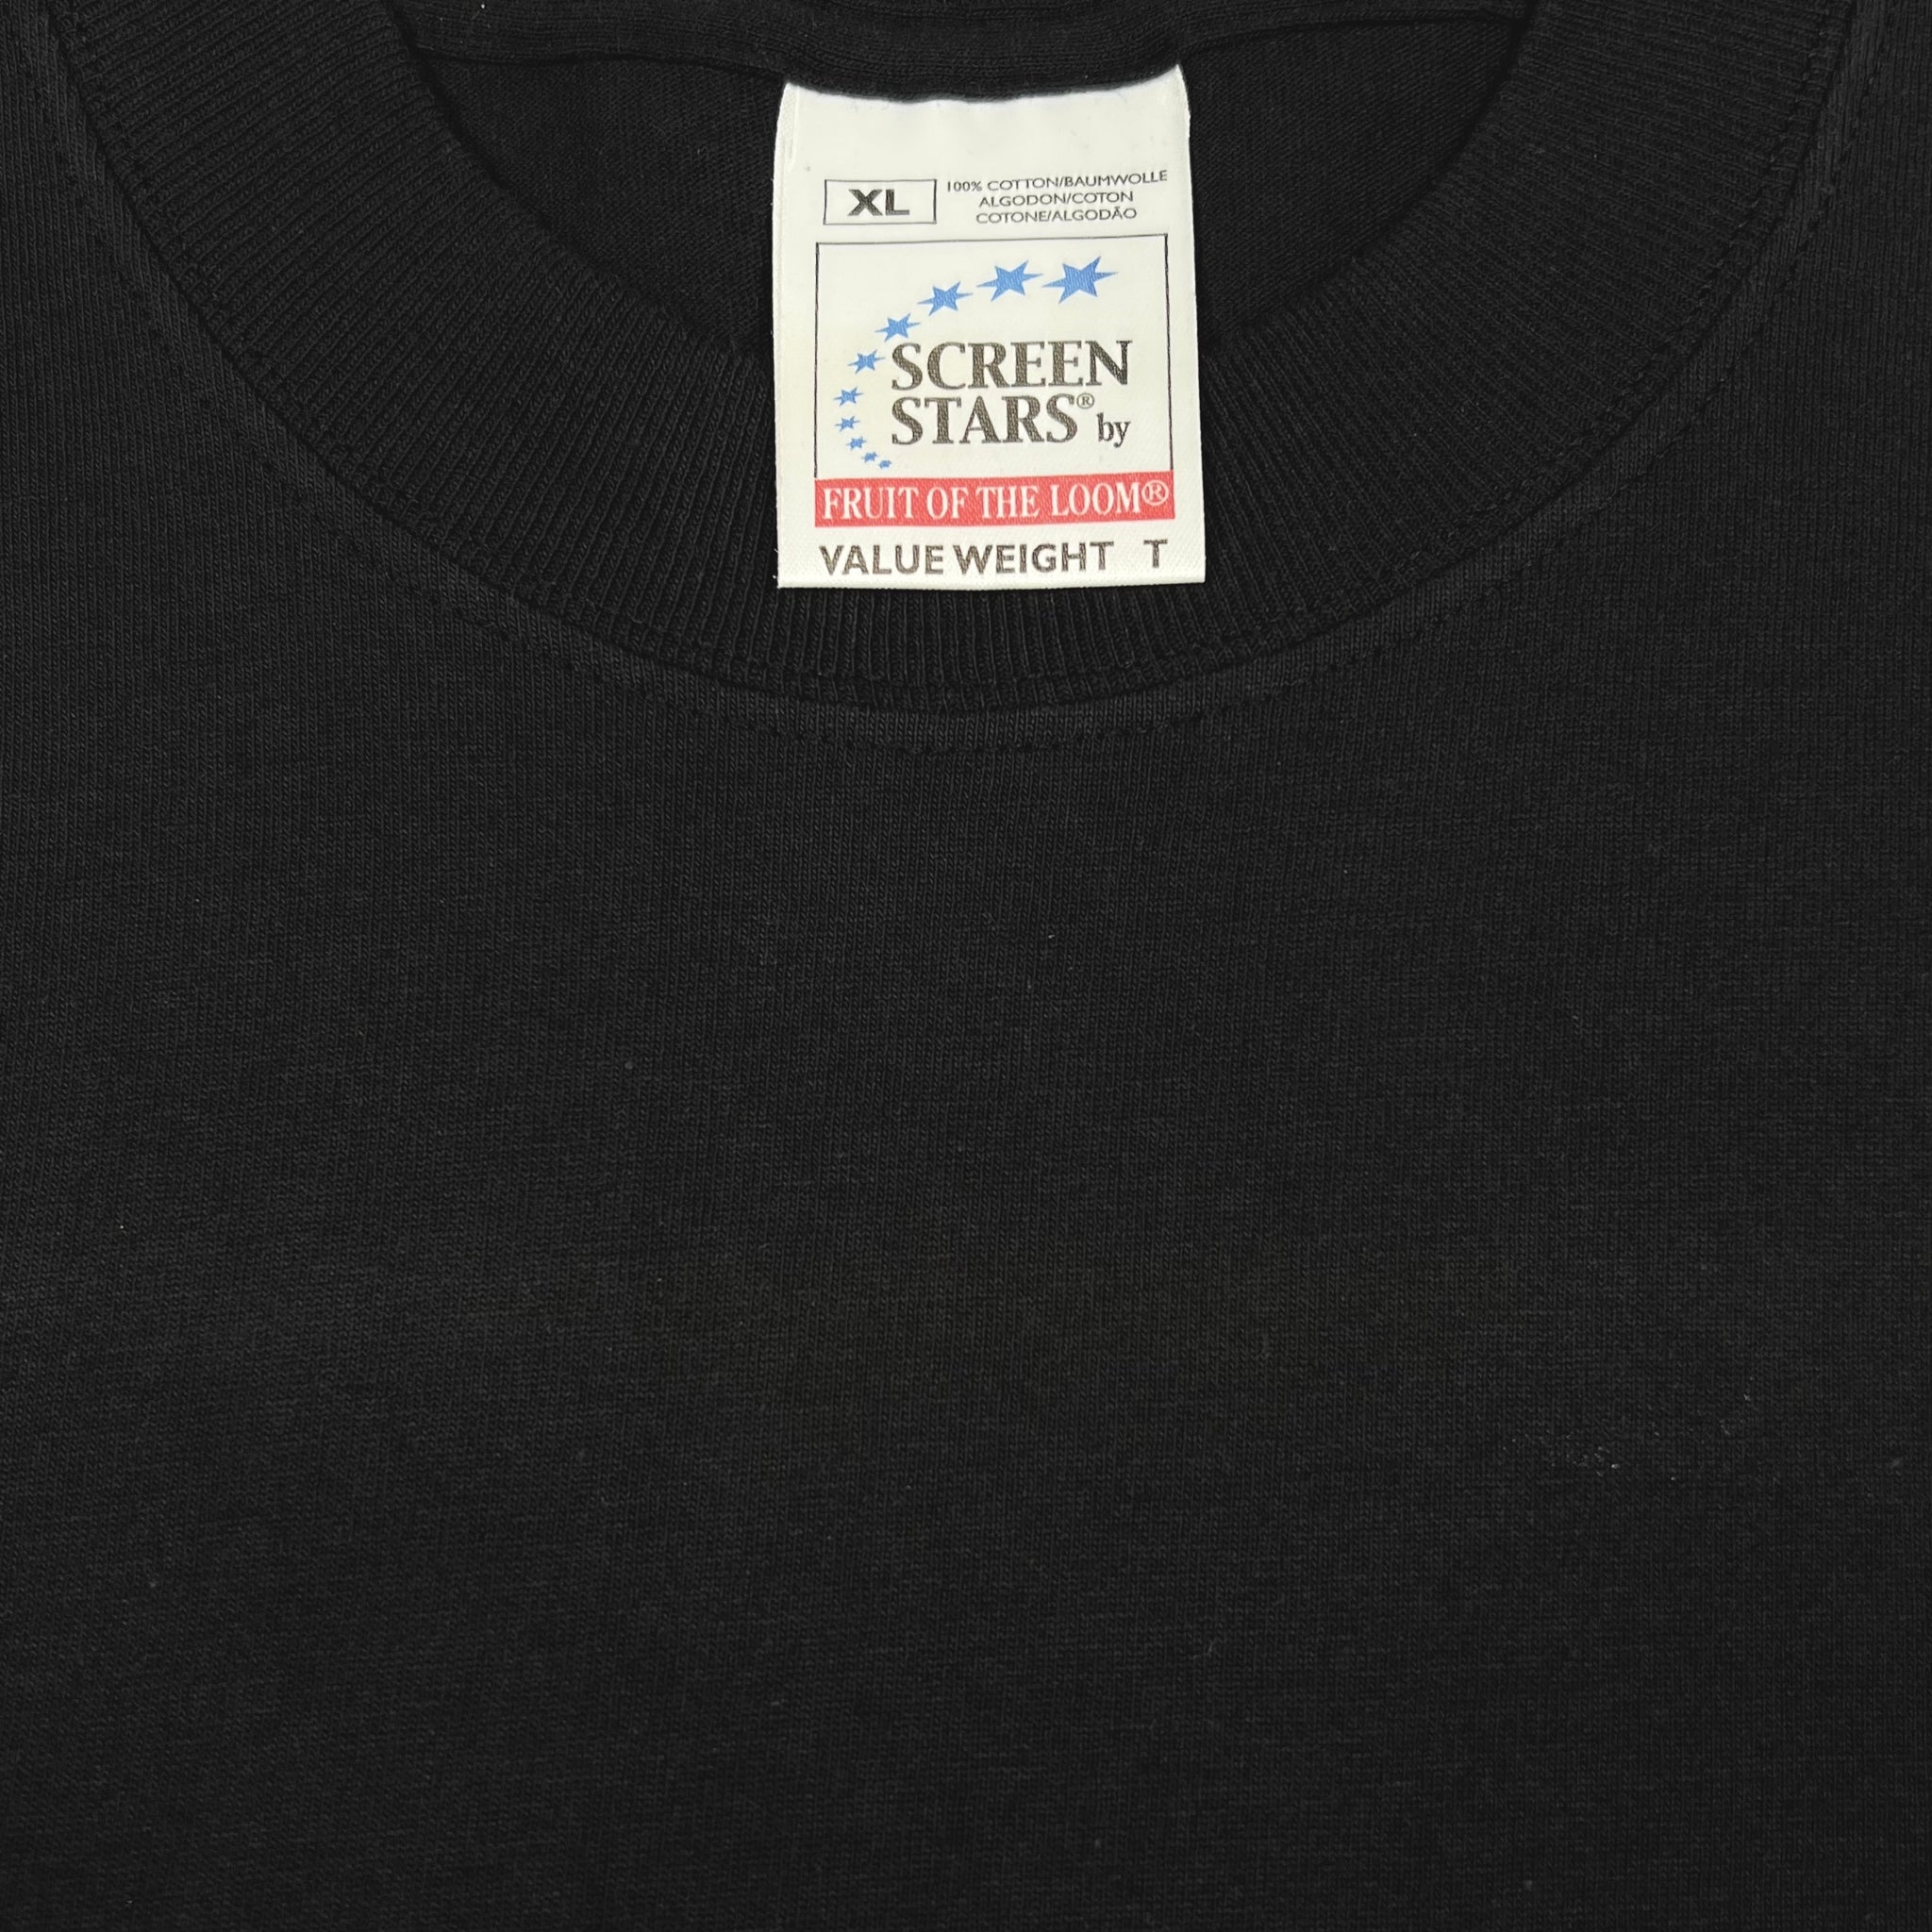 XL
100% COTTON/BAUMWOLLE
ALGODON/COTON
COTONE/ALGODÃO
SCREEN
STARS® by
FRUIT OF THE LOOM®
VALUE WEIGHT T